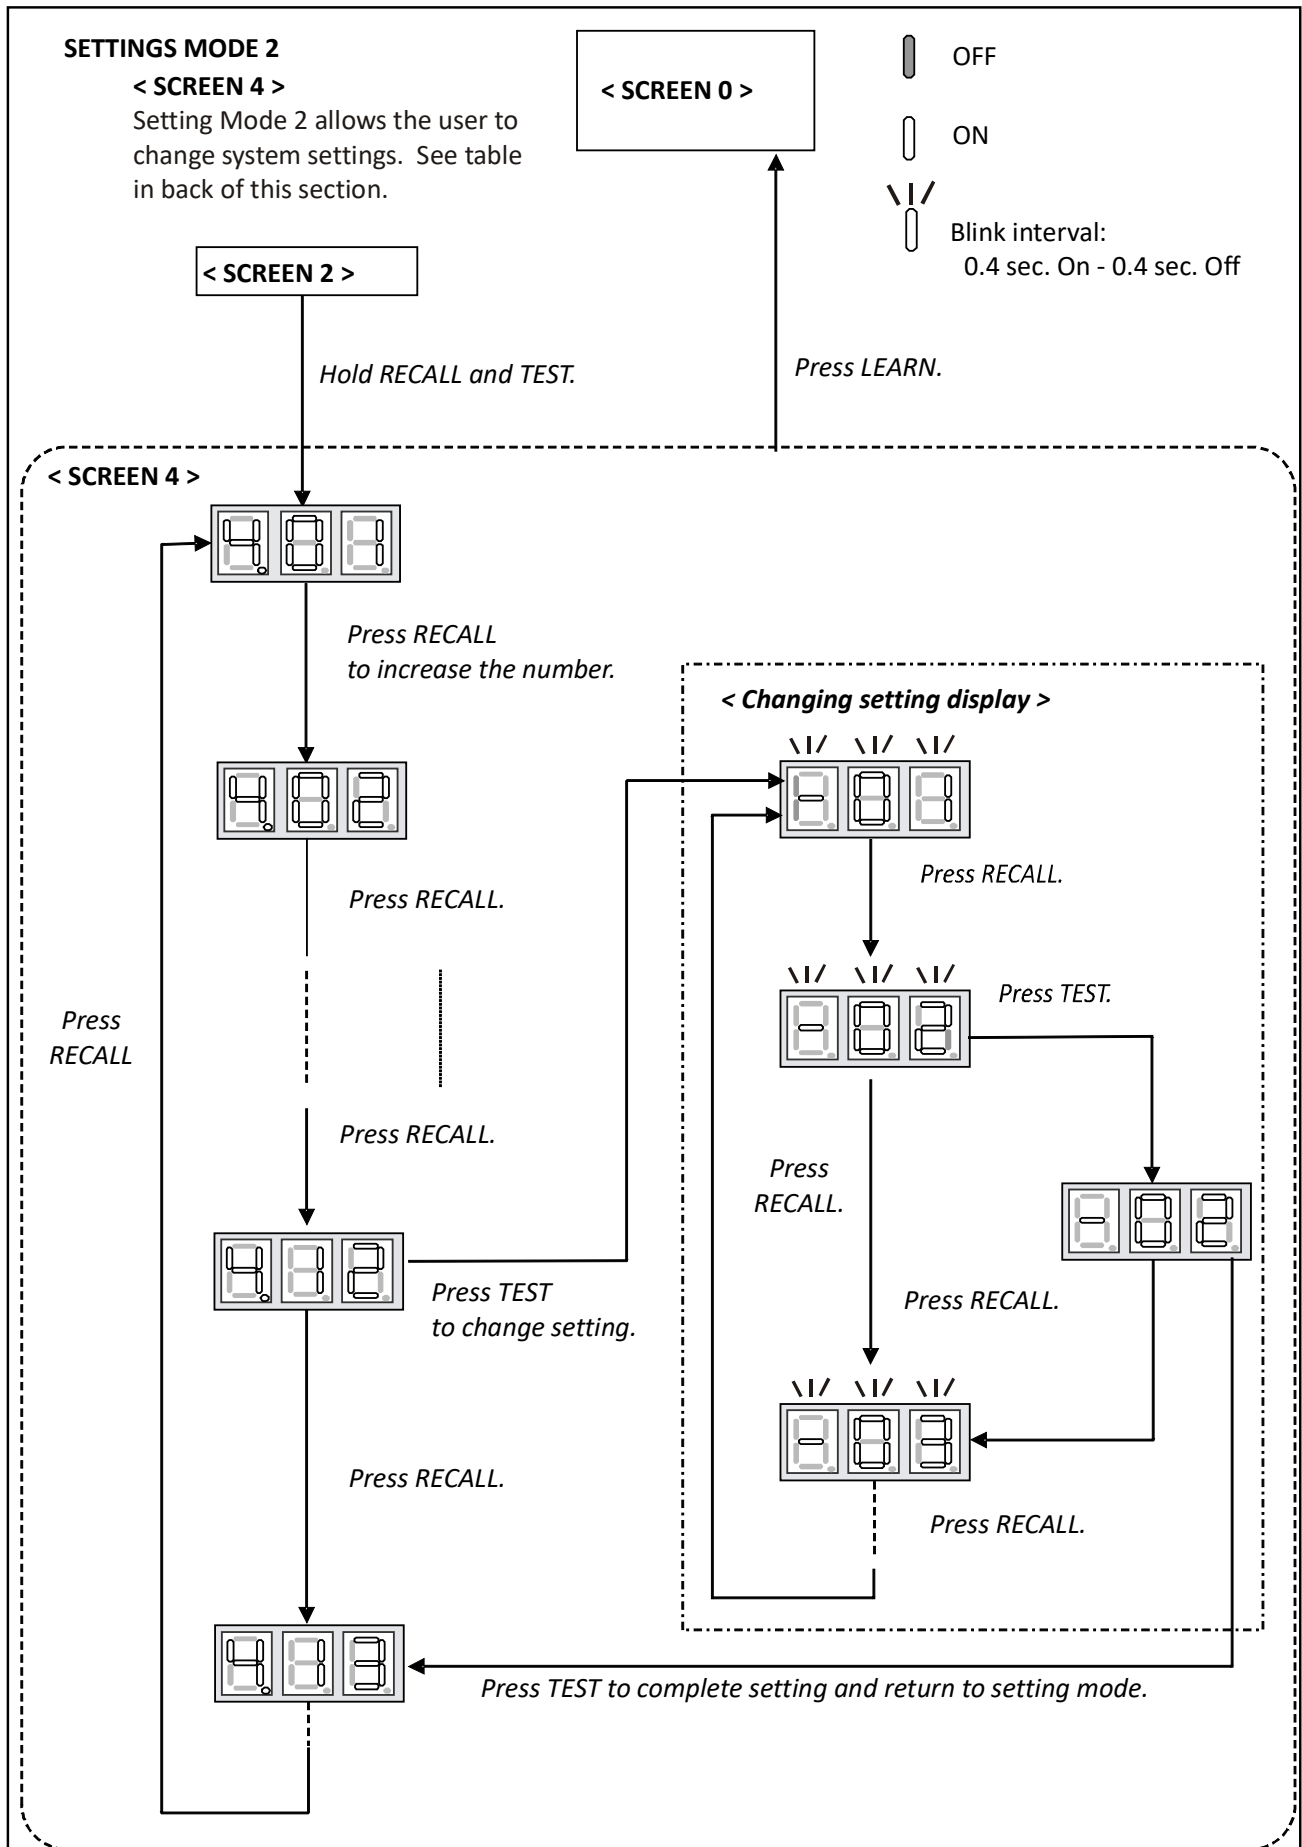 SETTINGS MODE 2
< SCREEN 4 >
Setting Mode 2 allows the user to
change system settings.  See table
in back of this section.
< SCREEN 0 >
OFF
ON
Blink interval:
0.4 sec. On - 0.4 sec. Off
< SCREEN 2 >
Hold RECALL and TEST.
Press LEARN.
< SCREEN 4 >
4.01
Press RECALL
to increase the number.
< Changing setting display >
4.02
-01
Press RECALL.
Press RECALL.
-02
Press TEST.
Press
RECALL
Press RECALL.
Press
RECALL.
-02
4.12
Press TEST
to change setting.
Press RECALL.
-03
Press RECALL.
Press RECALL.
4.13
Press TEST to complete setting and return to setting mode.